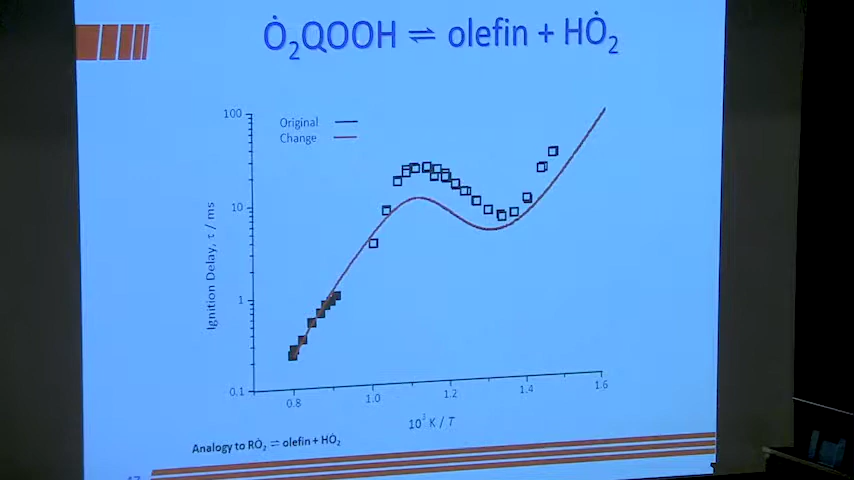 Ȯ₂QOOH ⇌ olefin + HȮ₂
100
Original
Change
10
1
0.1
Ignition Delay, τ / ms
0.8 1.0 1.2 1.4 1.6
10³ K / T
Analogy to RȮ₂ ⇌ olefin + HȮ₂